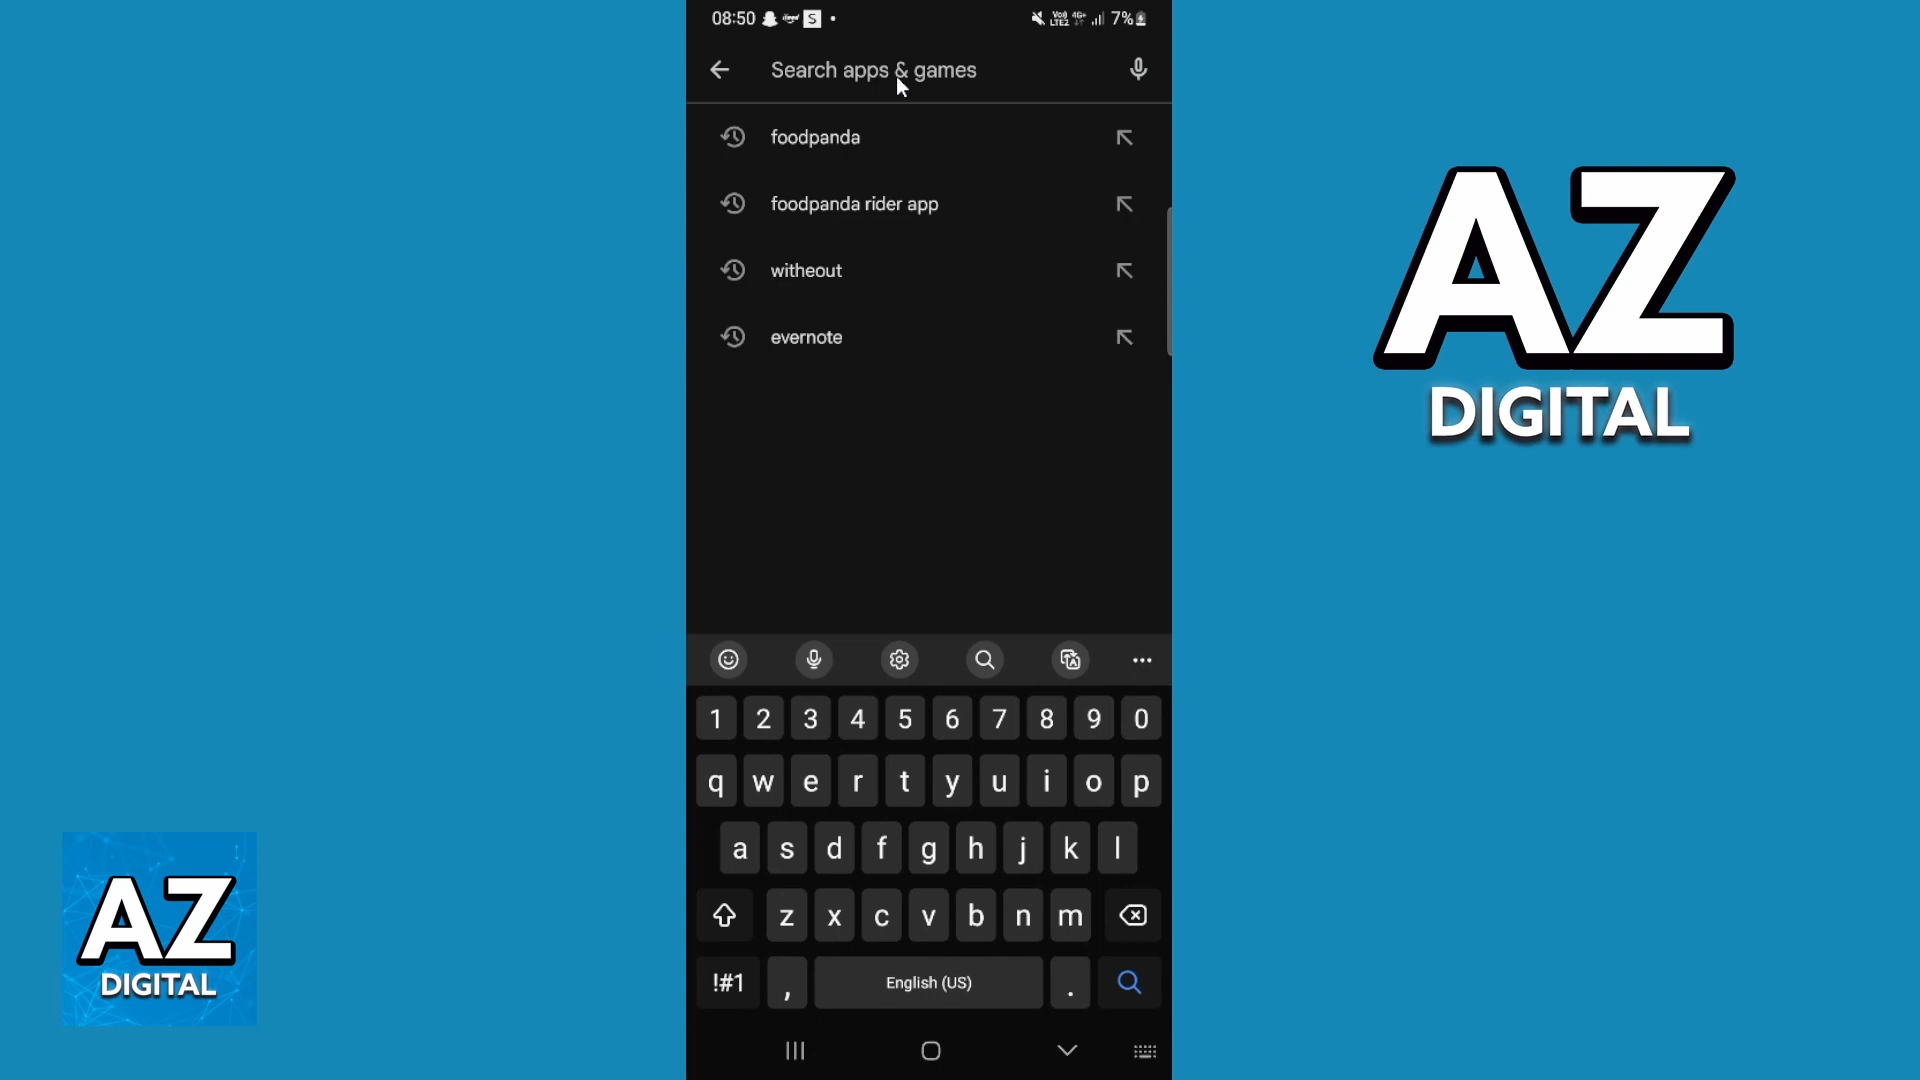 08:50 S 7%
Search apps & games
foodpanda
foodpanda rider app
witheout
evernote
1 2 3 4 5 6 7 8 9 0
q w e r t y u i o p
a s d f g h j k l
z x c v b n m
!#1 , English (US) .
AZ
DIGITAL
AZ
DIGITAL